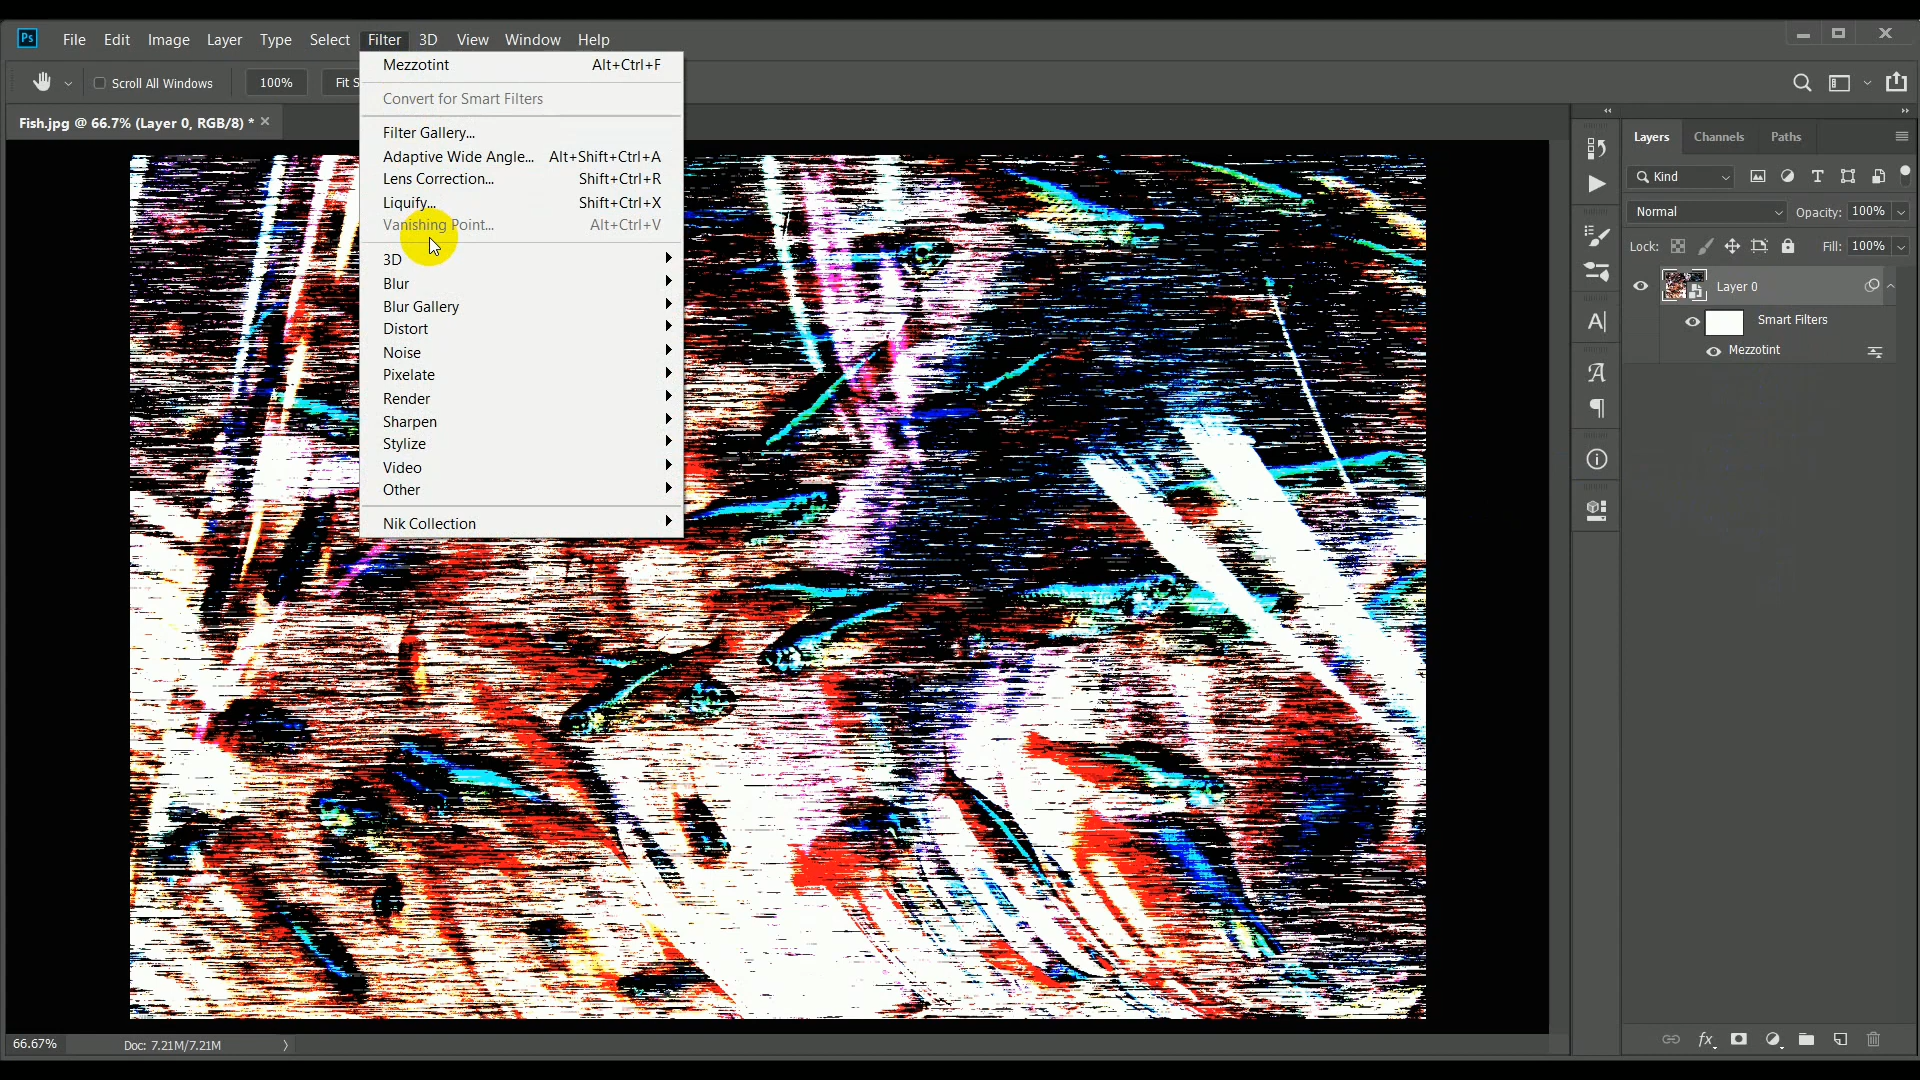 Ps File Edit Image Layer Type Select Filter 3D View Window Help
Scroll All Windows 100% Fit S
Fish.jpg @ 66.7% (Layer 0, RGB/8) *
Mezzotint Alt+Ctrl+F
Convert for Smart Filters
Filter Gallery...
Adaptive Wide Angle... Alt+Shift+Ctrl+A
Lens Correction... Shift+Ctrl+R
Liquify... Shift+Ctrl+X
Vanishing Point... Alt+Ctrl+V
3D
Blur
Blur Gallery
Distort
Noise
Pixelate
Render
Sharpen
Stylize
Video
Other
Nik Collection
Layers Channels Paths
Kind
Normal Opacity: 100%
Lock: Fill: 100%
Layer 0
Smart Filters
Mezzotint
fx
66.67% Doc: 7.21M/7.21M